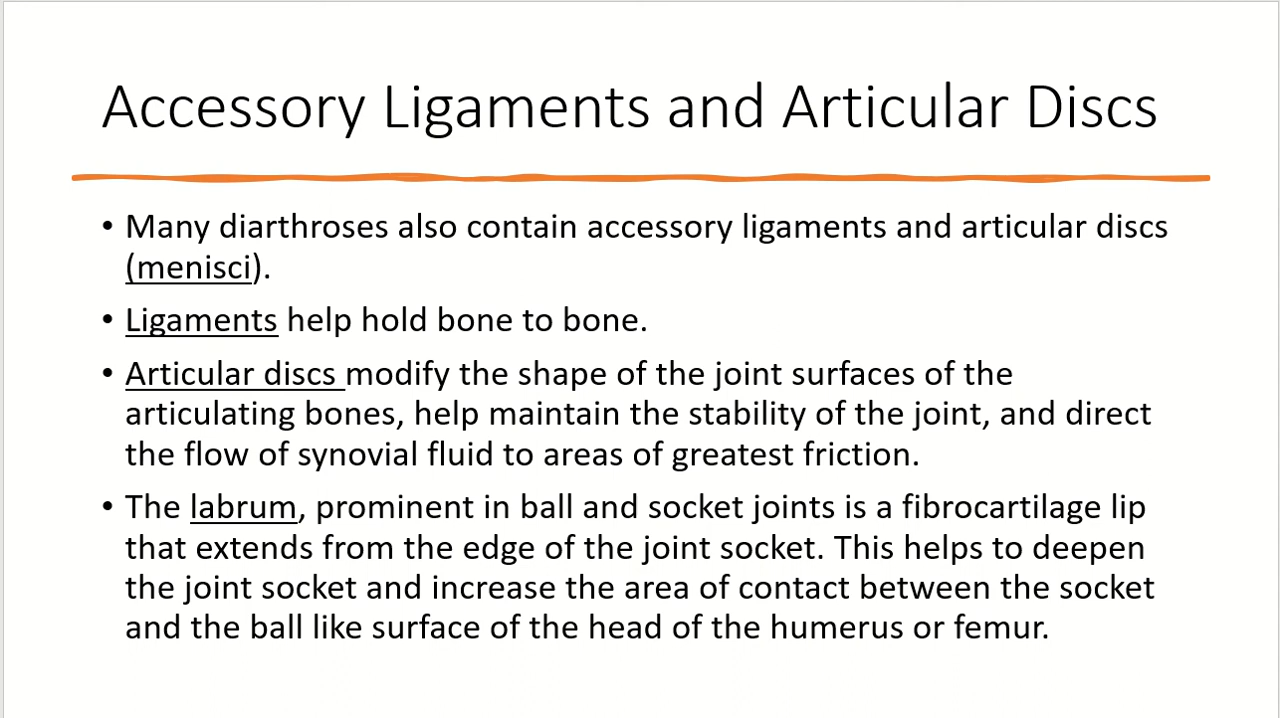 Accessory Ligaments and Articular Discs
• Many diarthroses also contain accessory ligaments and articular discs
(menisci).
• Ligaments help hold bone to bone.
• Articular discs modify the shape of the joint surfaces of the
articulating bones, help maintain the stability of the joint, and direct
the flow of synovial fluid to areas of greatest friction.
• The labrum, prominent in ball and socket joints is a fibrocartilage lip
that extends from the edge of the joint socket. This helps to deepen
the joint socket and increase the area of contact between the socket
and the ball like surface of the head of the humerus or femur.